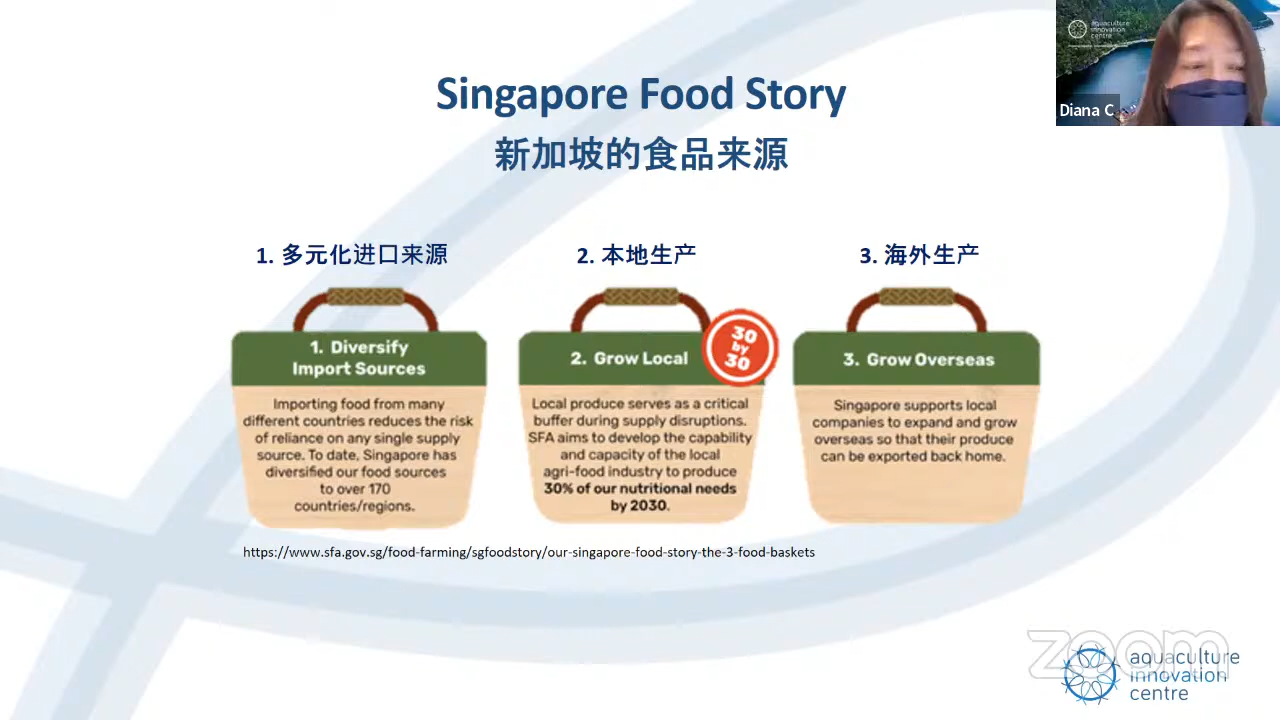 aquaculture
innovation
centre
Diana C
Singapore Food Story
新加坡的食品来源
1. 多元化进口来源
1. Diversify
Import Sources
Importing food from many
different countries reduces the risk
of reliance on any single supply
source. To date, Singapore has
diversified our food sources
to over 170
countries/regions.
2. 本地生产
30
by
30
2. Grow Local
Local produce serves as a critical
buffer during supply disruptions.
SFA aims to develop the capability
and capacity of the local
agri-food industry to produce
30% of our nutritional needs
by 2030.
3. 海外生产
3. Grow Overseas
Singapore supports local
companies to expand and grow
overseas so that their produce
can be exported back home.
https://www.sfa.gov.sg/food-farming/sgfoodstory/our-singapore-food-story-the-3-food-baskets
zoom
aquaculture
innovation
centre